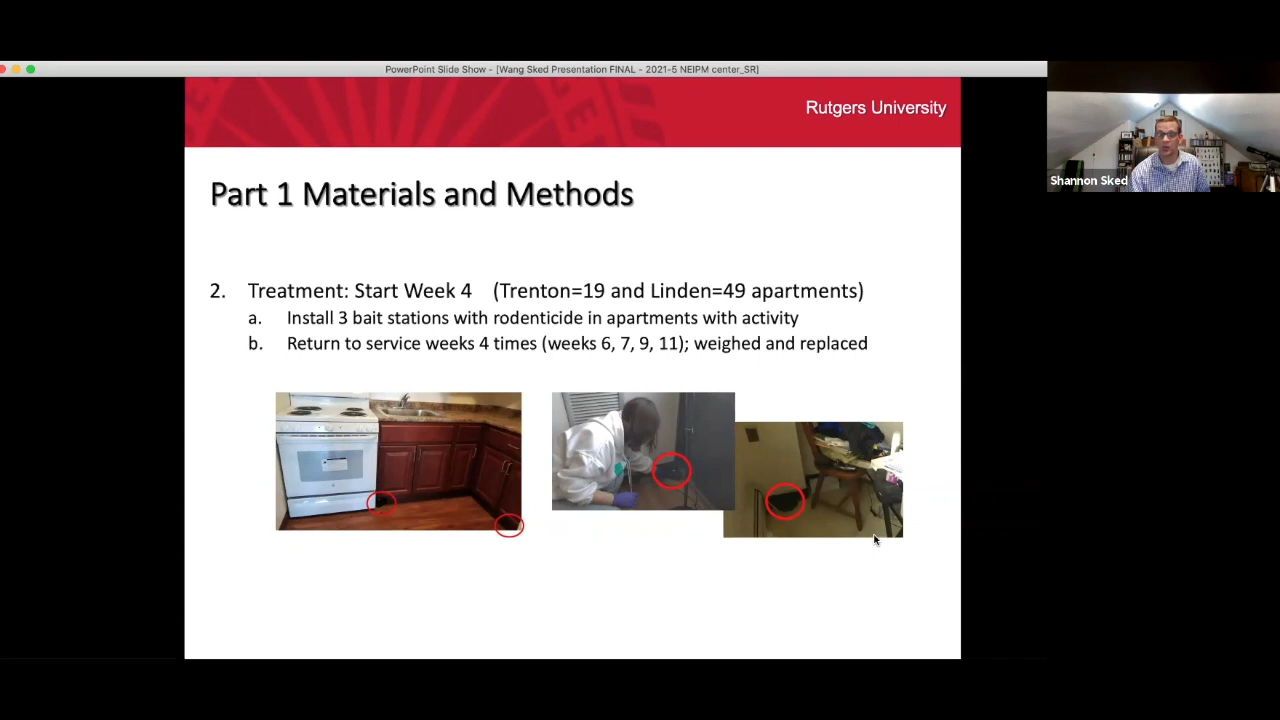 PowerPoint Slide Show - [Wang Sked Presentation FINAL - 2021-5 NEIPM center_SR]
Rutgers University
Shannon Sked
Part 1 Materials and Methods
2. Treatment: Start Week 4 (Trenton=19 and Linden=49 apartments)
a. Install 3 bait stations with rodenticide in apartments with activity
b. Return to service weeks 4 times (weeks 6, 7, 9, 11); weighed and replaced